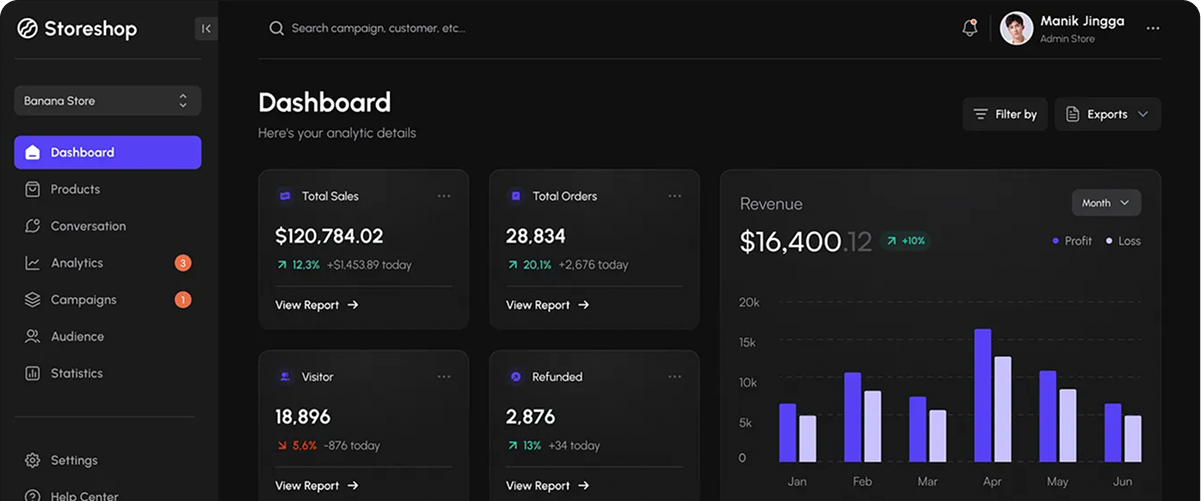 Storeshop
Banana Store
Dashboard
Products
Conversation
Analytics 3
Campaigns 1
Audience
Statistics
Settings
Help Center
Search campaign, customer, etc...
Manik Jingga
Admin Store
Dashboard
Here's your analytic details
Filter by
Exports
Total Sales
$120,784.02
12,3% +$1,453.89 today
View Report
Total Orders
28,834
20,1% +2,676 today
View Report
Visitor
18,896
5,6% -876 today
View Report
Refunded
2,876
13% +34 today
View Report
Revenue
Month
$16,400.12 +10%
Profit Loss
20k
15k
10k
5k
0
Jan Feb Mar Apr May Jun